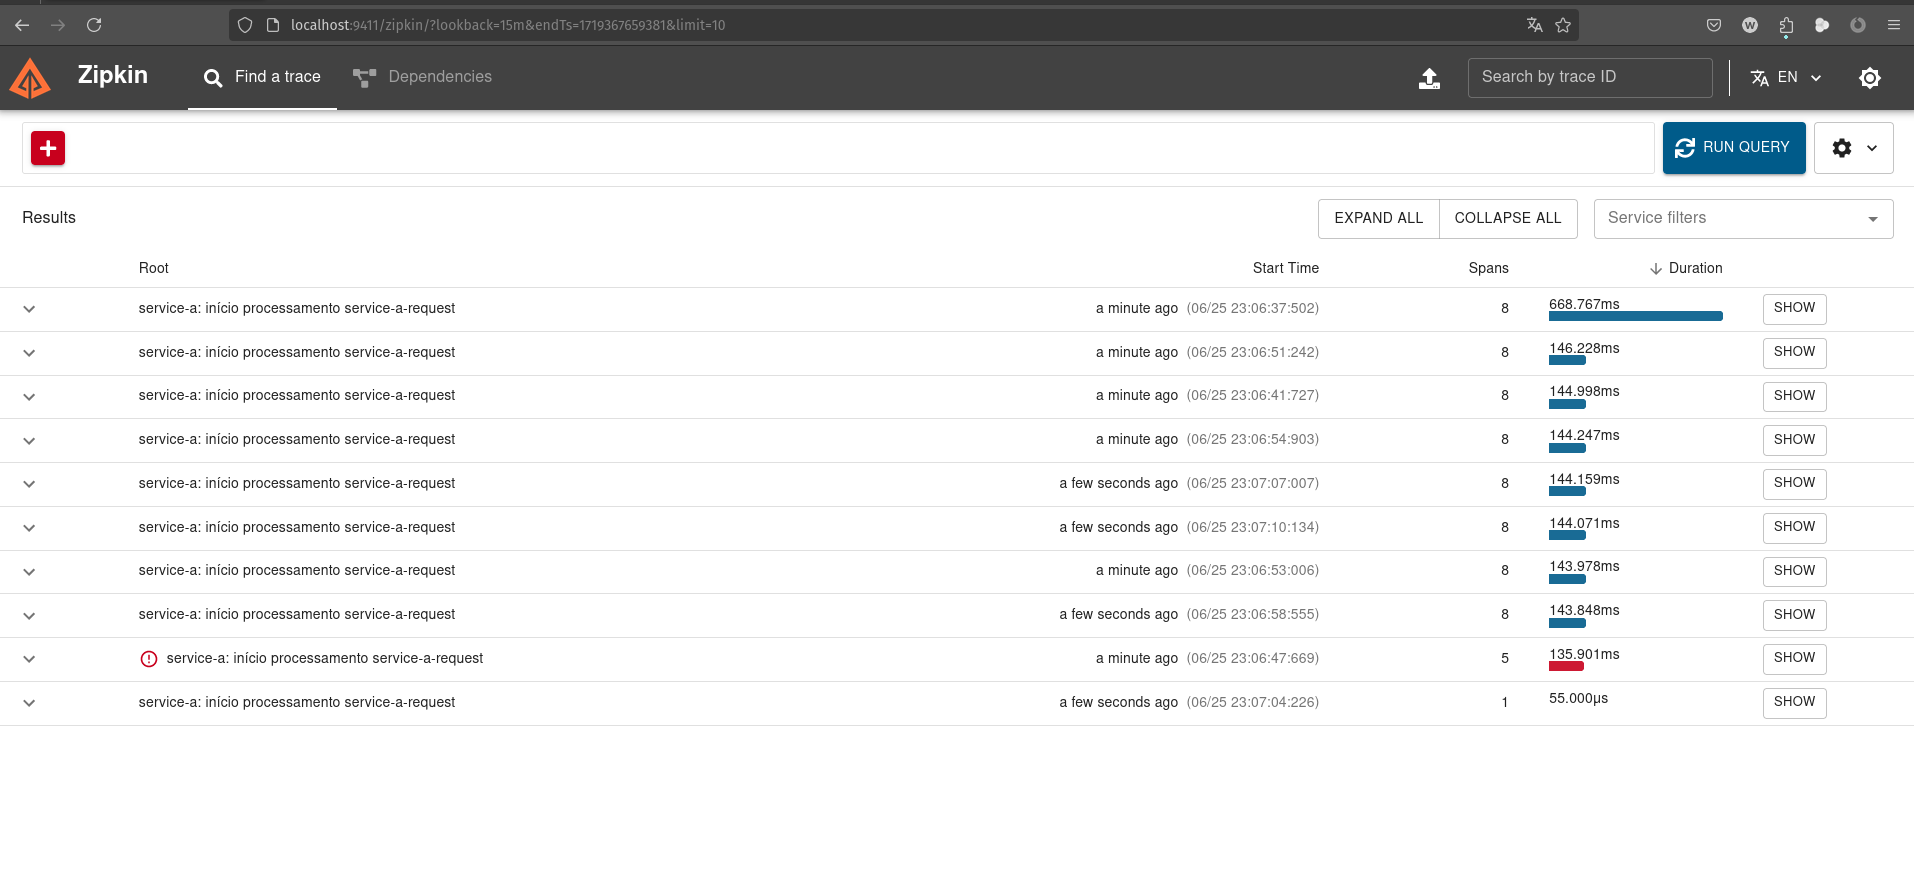 localhost:9411/zipkin/?lookback=15m&endTs=1719367659381&limit=10
W
Zipkin Find a trace Dependencies Search by trace ID EN
RUN QUERY
Results EXPAND ALL COLLAPSE ALL Service filters
Root Start Time Spans Duration
service-a: início processamento service-a-request a minute ago (06/25 23:06:37:502) 8 668.767ms SHOW
service-a: início processamento service-a-request a minute ago (06/25 23:06:51:242) 8 146.228ms SHOW
service-a: início processamento service-a-request a minute ago (06/25 23:06:41:727) 8 144.998ms SHOW
service-a: início processamento service-a-request a minute ago (06/25 23:06:54:903) 8 144.247ms SHOW
service-a: início processamento service-a-request a few seconds ago (06/25 23:07:07:007) 8 144.159ms SHOW
service-a: início processamento service-a-request a few seconds ago (06/25 23:07:10:134) 8 144.071ms SHOW
service-a: início processamento service-a-request a minute ago (06/25 23:06:53:006) 8 143.978ms SHOW
service-a: início processamento service-a-request a few seconds ago (06/25 23:06:58:555) 8 143.848ms SHOW
service-a: início processamento service-a-request a minute ago (06/25 23:06:47:669) 5 135.901ms SHOW
service-a: início processamento service-a-request a few seconds ago (06/25 23:07:04:226) 1 55.000μs SHOW